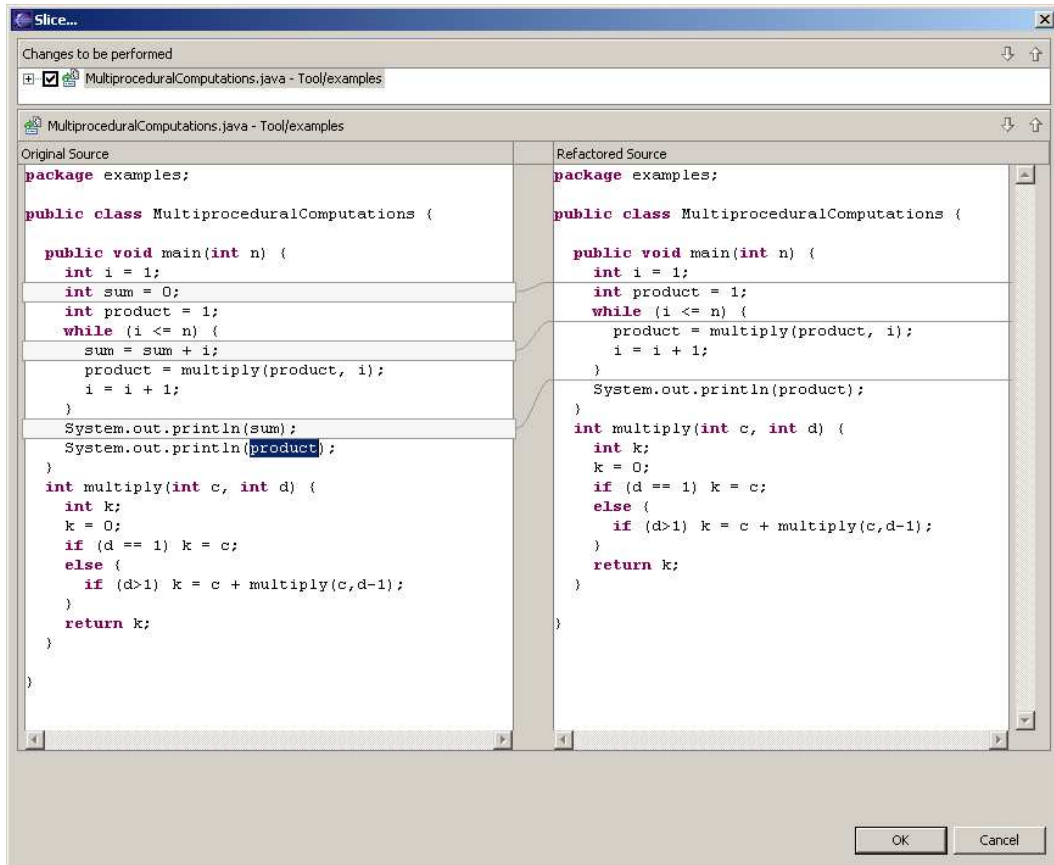 Slice...
Changes to be performed
MultiproceduralComputations.java - Tool/examples
MultiproceduralComputations.java - Tool/examples
Original Source
package examples;
public class MultiproceduralComputations {
public void main(int n) {
int i = 1;
int sum = 0;
int product = 1;
while (i <= n) {
sum = sum + i;
product = multiply(product, i);
i = i + 1;
}
System.out.println(sum);
System.out.println(product);
}
int multiply(int c, int d) {
int k;
k = 0;
if (d == 1) k = c;
else {
if (d>1) k = c + multiply(c,d-1);
}
return k;
}
}
Refactored Source
package examples;
public class MultiproceduralComputations {
public void main(int n) {
int i = 1;
int product = 1;
while (i <= n) {
product = multiply(product, i);
i = i + 1;
}
System.out.println(product);
}
int multiply(int c, int d) {
int k;
k = 0;
if (d == 1) k = c;
else {
if (d>1) k = c + multiply(c,d-1);
}
return k;
}
}
OK
Cancel